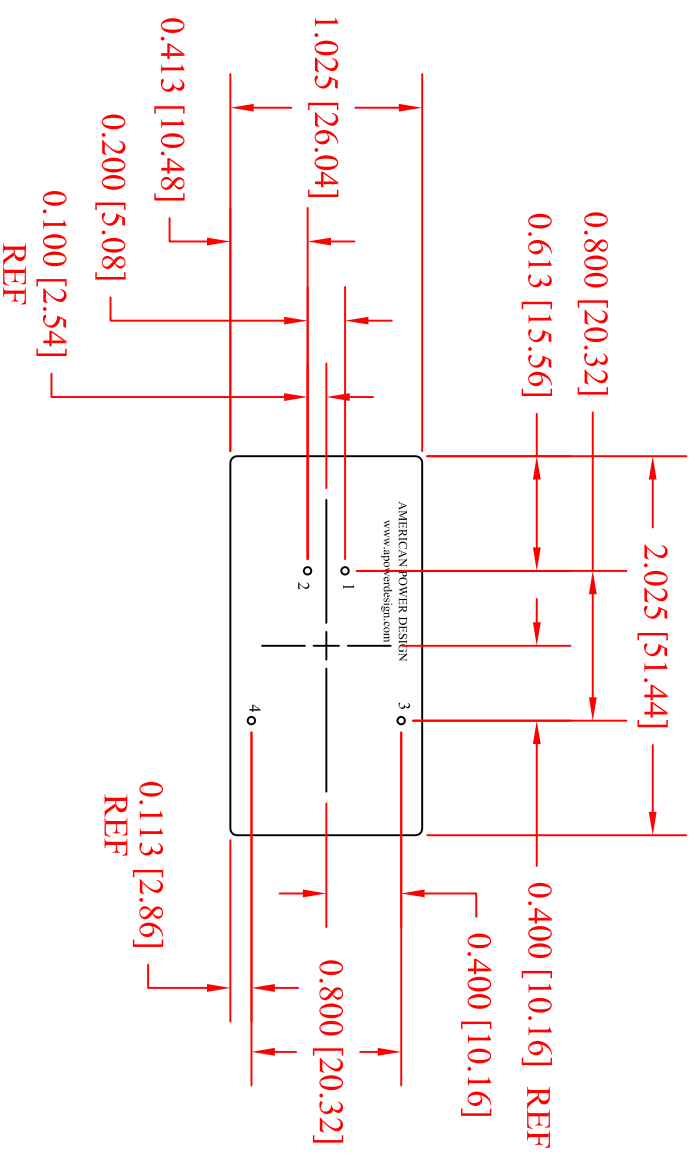 2.025 [51.44]
0.800 [20.32]
0.613 [15.56]
0.400 [10.16] REF
0.400 [10.16]
AMERICAN POWER DESIGN
www.apowerdesign.com
3
1
1.025 [26.04]
0.800 [20.32]
2
4
0.413 [10.48]
0.113 [2.86]
REF
0.200 [5.08]
0.100 [2.54]
REF